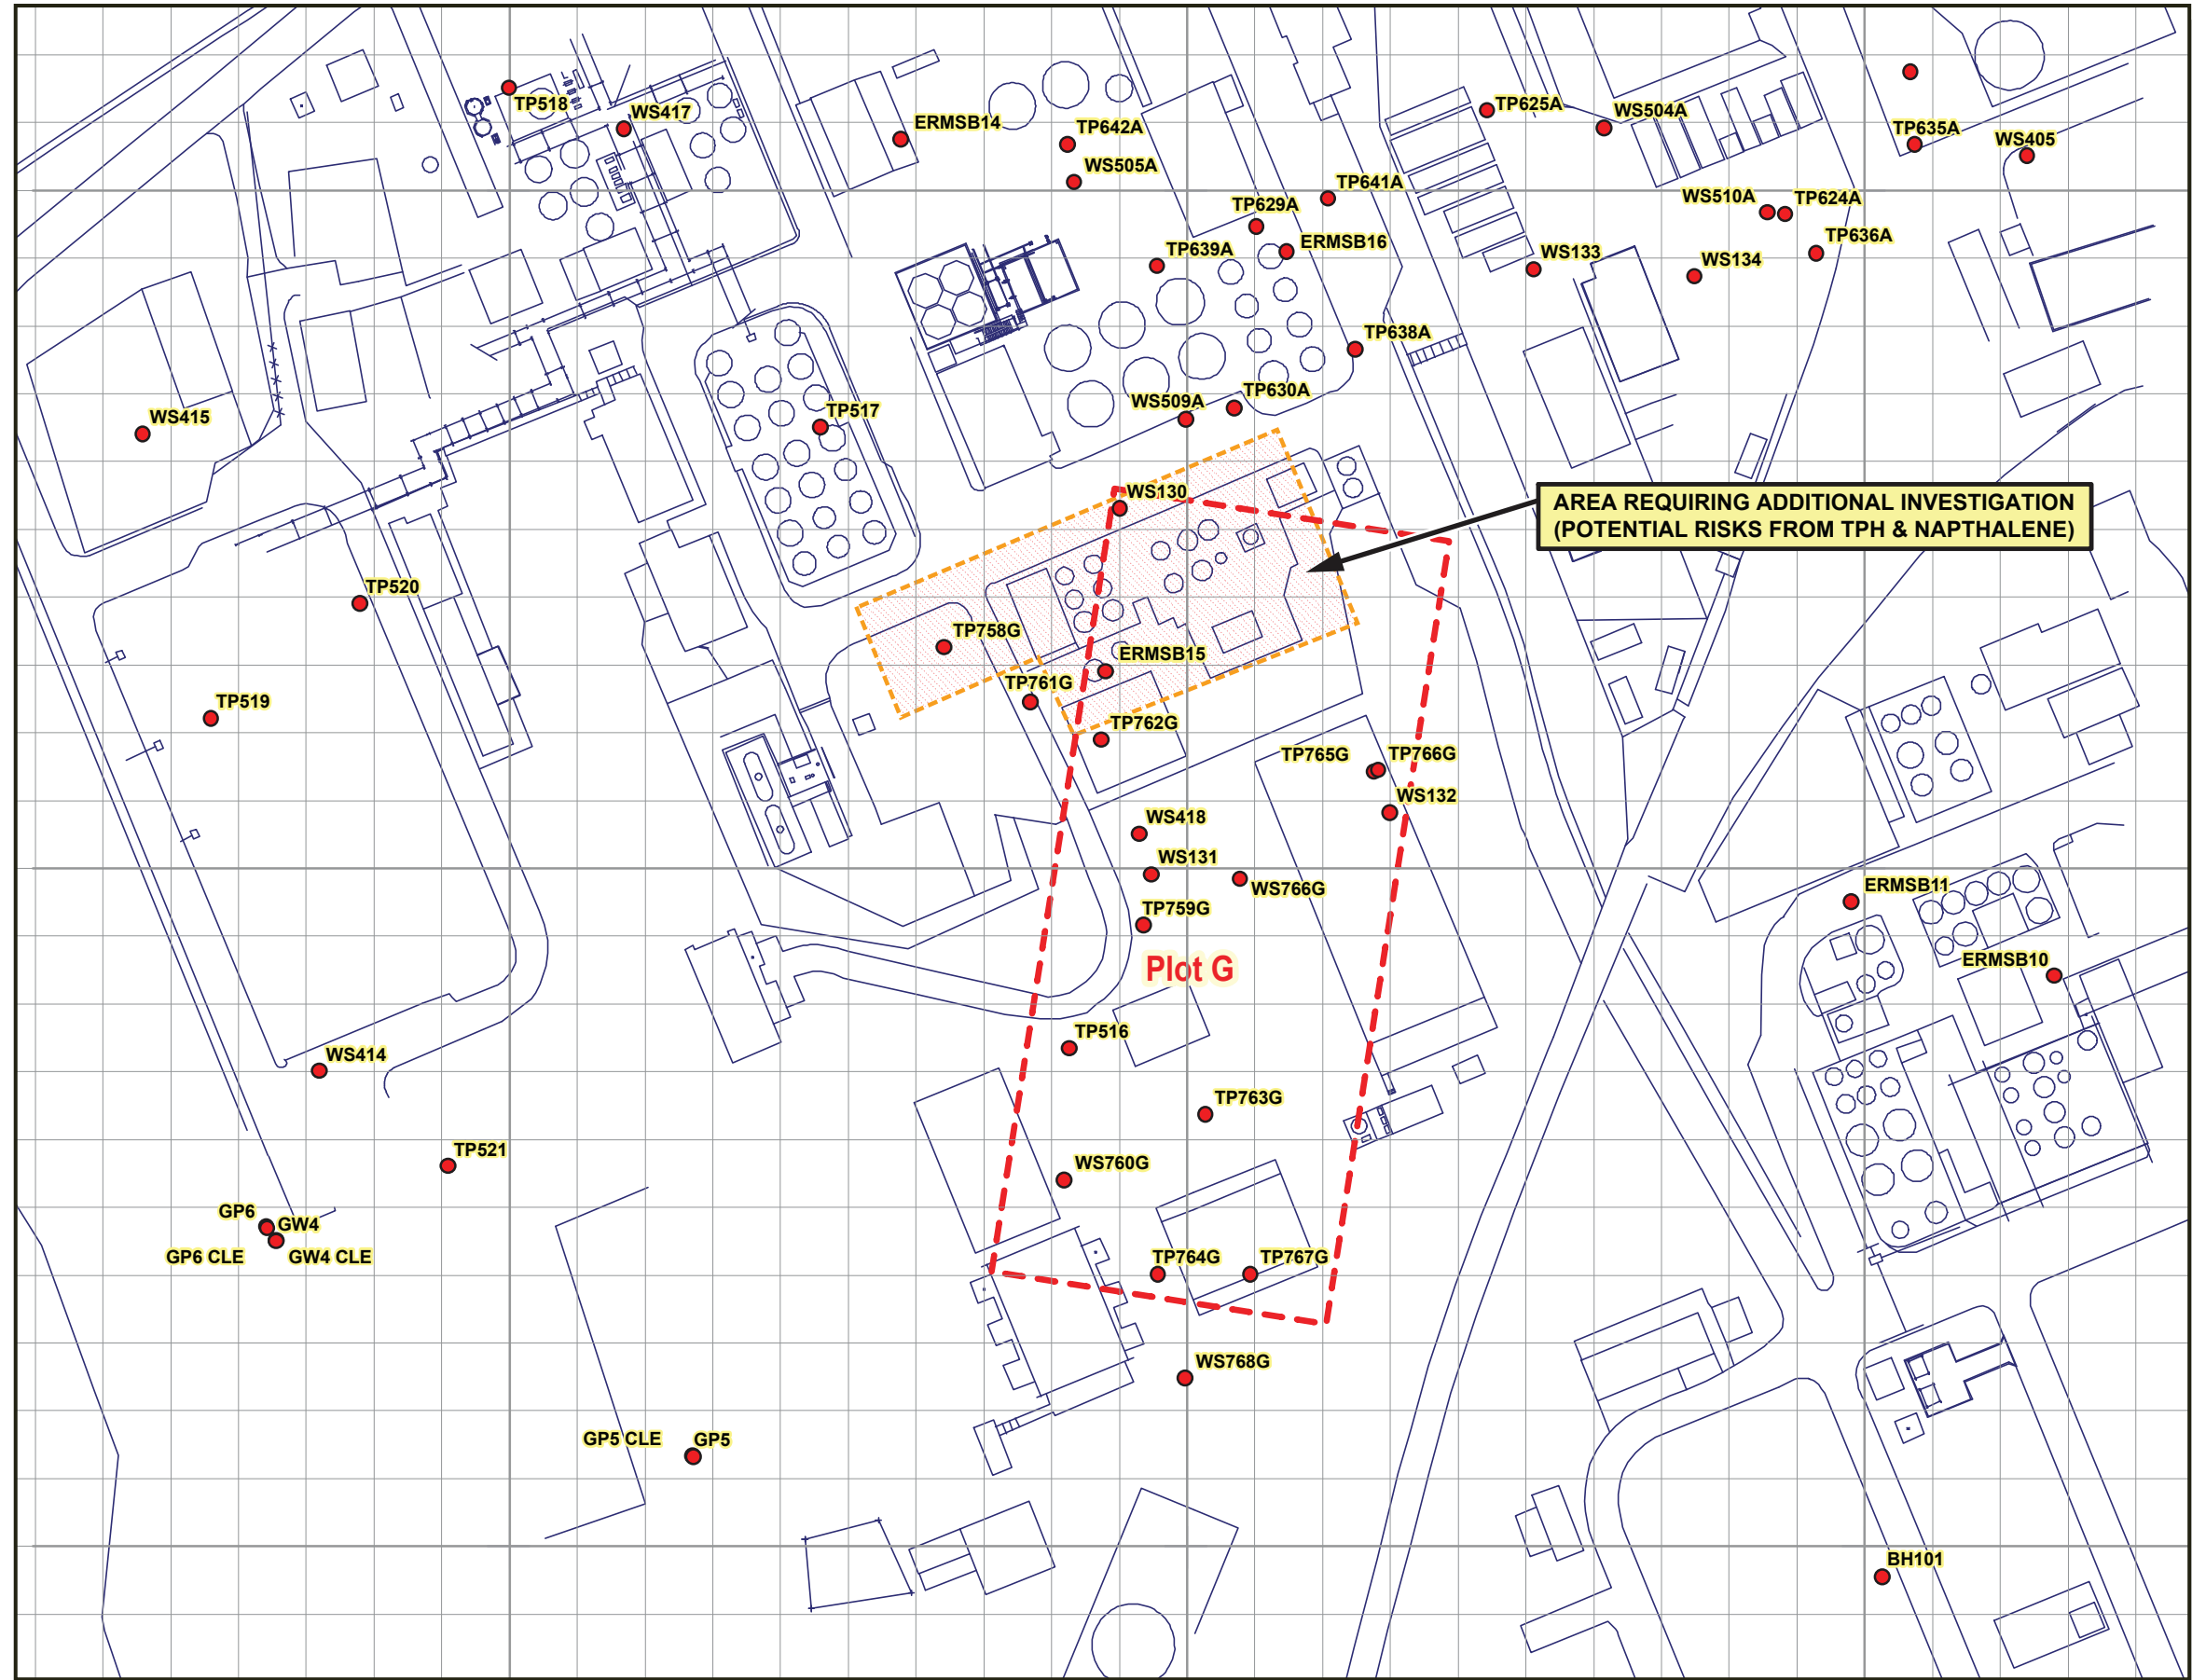 TP518
WS417
ERMSB14
TP642A
WS505A
TP625A
WS504A
TP635A
WS405
TP641A
TP629A
ERMSB16
TP639A
WS510A
TP624A
TP636A
WS133
WS134
TP638A
TP630A
WS509A
WS415
TP517
WS130
AREA REQUIRING ADDITIONAL INVESTIGATION
(POTENTIAL RISKS FROM TPH & NAPTHALENE)
TP520
TP758G
ERMSB15
TP761G
TP519
TP762G
TP765G
TP766G
WS132
WS418
WS131
WS766G
ERMSB11
TP759G
Plot G
ERMSB10
TP516
WS414
TP763G
TP521
WS760G
GP6
GW4
GP6 CLE
GW4 CLE
TP764G
TP767G
WS768G
GP5 CLE
GP5
BH101